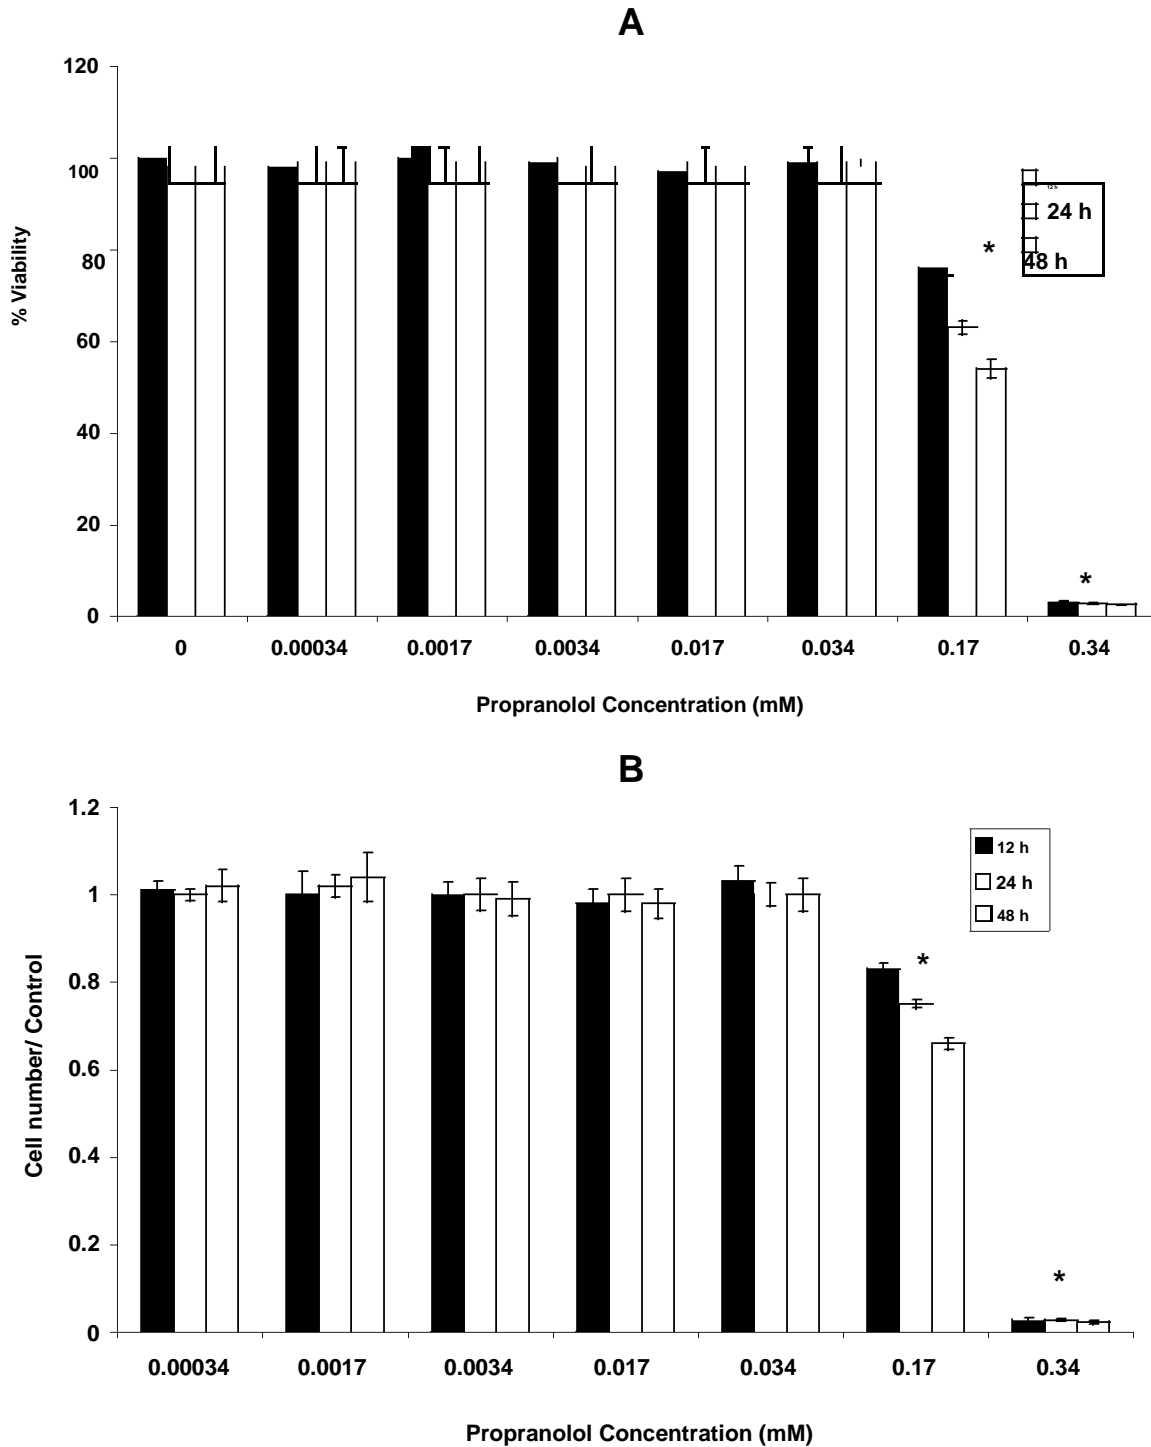 A
120
100
80
60
40
20
0
% Viability
*
*
12 h
24 h
48 h
0 0.00034 0.0017 0.0034 0.017 0.034 0.17 0.34
Propranolol Concentration (mM)
B
1.2
1
0.8
0.6
0.4
0.2
0
Cell number/ Control
12 h
24 h
48 h
*
*
0.00034 0.0017 0.0034 0.017 0.034 0.17 0.34
Propranolol Concentration (mM)